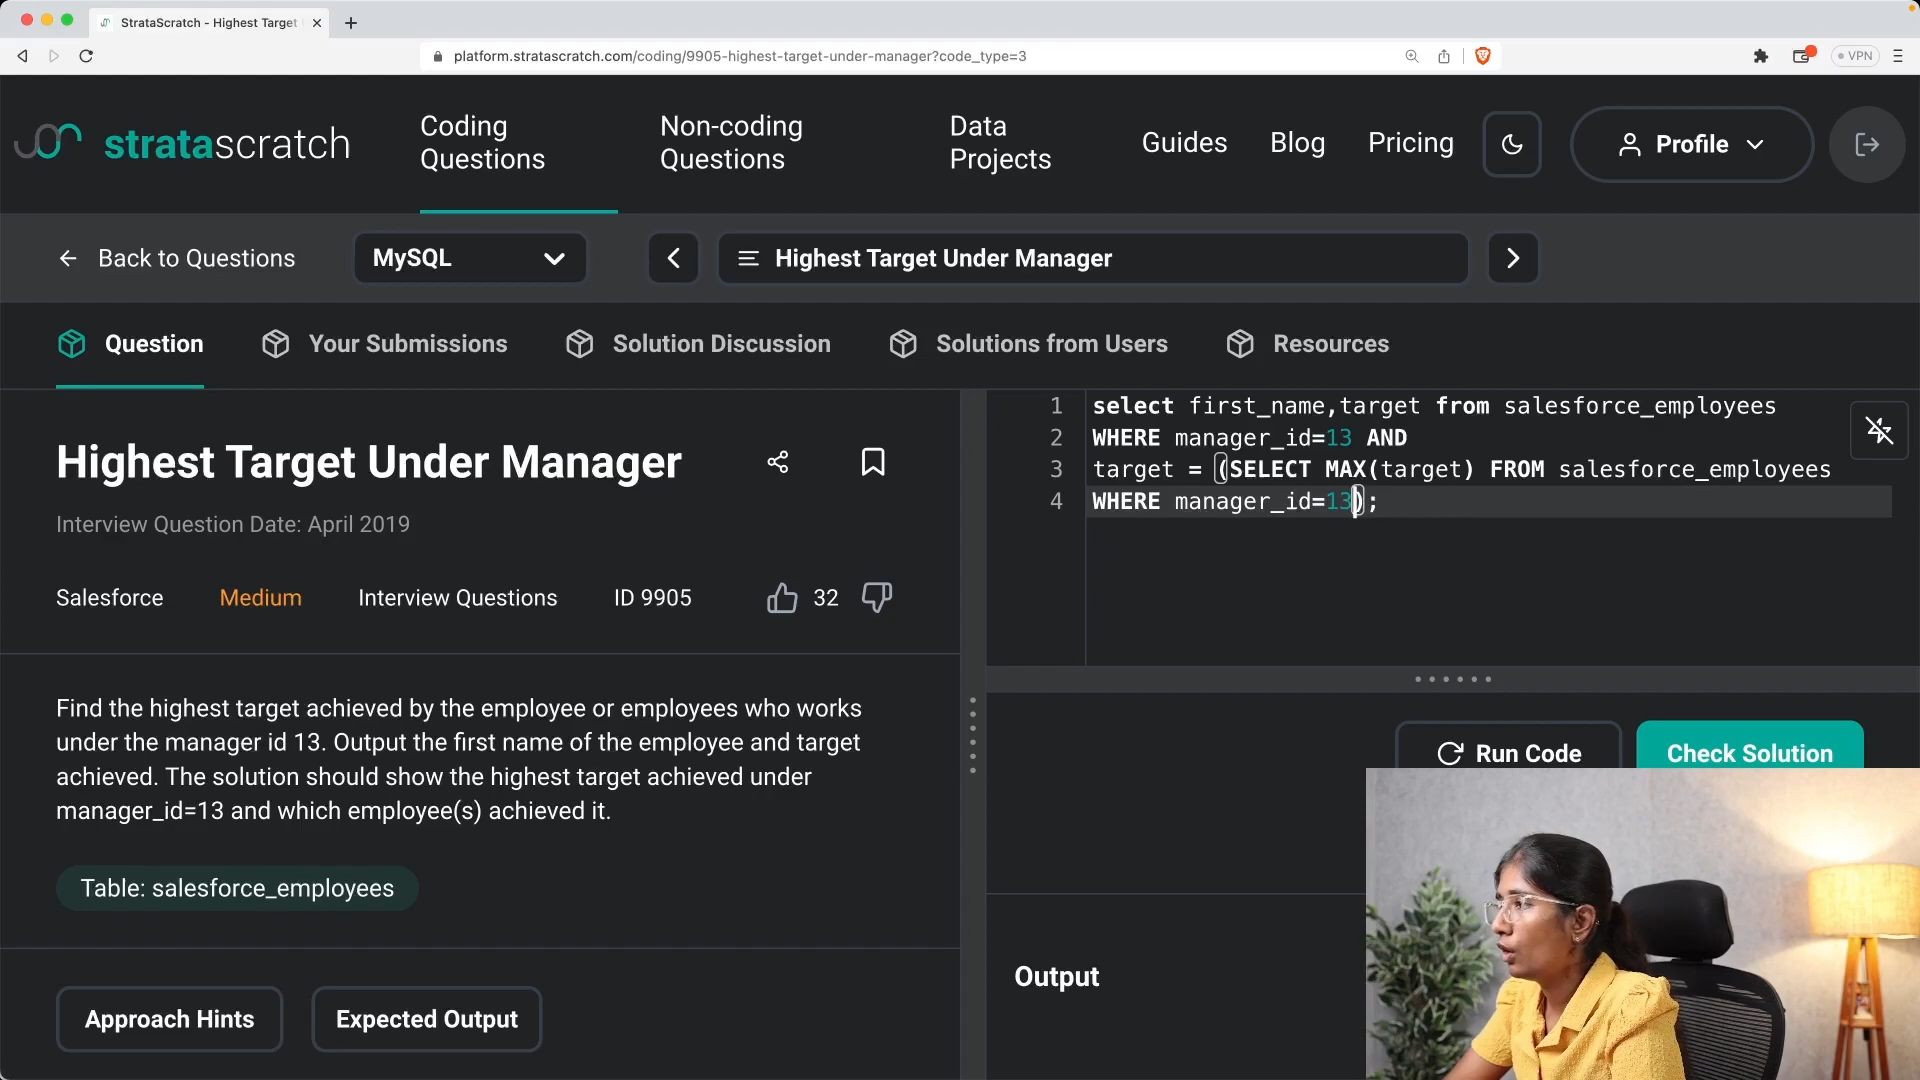 StrataScratch - Highest Target
platform.stratascratch.com/coding/9905-highest-target-under-manager?code_type=3
VPN
stratascratch
Coding
Questions
Non-coding
Questions
Data
Projects
Guides
Blog
Pricing
Profile
Back to Questions
MySQL
Highest Target Under Manager
Question
Your Submissions
Solution Discussion
Solutions from Users
Resources
Highest Target Under Manager
Interview Question Date: April 2019
Salesforce
Medium
Interview Questions
ID 9905
32
Find the highest target achieved by the employee or employees who works
under the manager id 13. Output the first name of the employee and target
achieved. The solution should show the highest target achieved under
manager_id=13 and which employee(s) achieved it.
Table: salesforce_employees
Approach Hints
Expected Output
1 select first_name,target from salesforce_employees
2 WHERE manager_id=13 AND
3 target = (SELECT MAX(target) FROM salesforce_employees
4 WHERE manager_id=13);
Run Code
Check Solution
Output